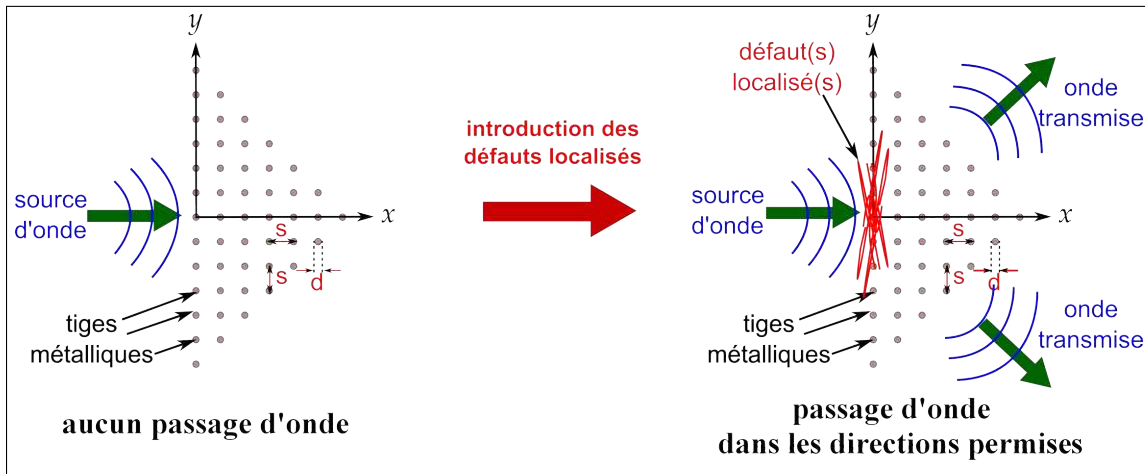 y
x
source
d'onde
s
s
d
tiges
métalliques
aucun passage d'onde
introduction des
défauts localisés
y
défaut(s)
localisé(s)
onde
transmise
source
d'onde
x
s
s
d
tiges
métalliques
onde
transmise
passage d'onde
dans les directions permises